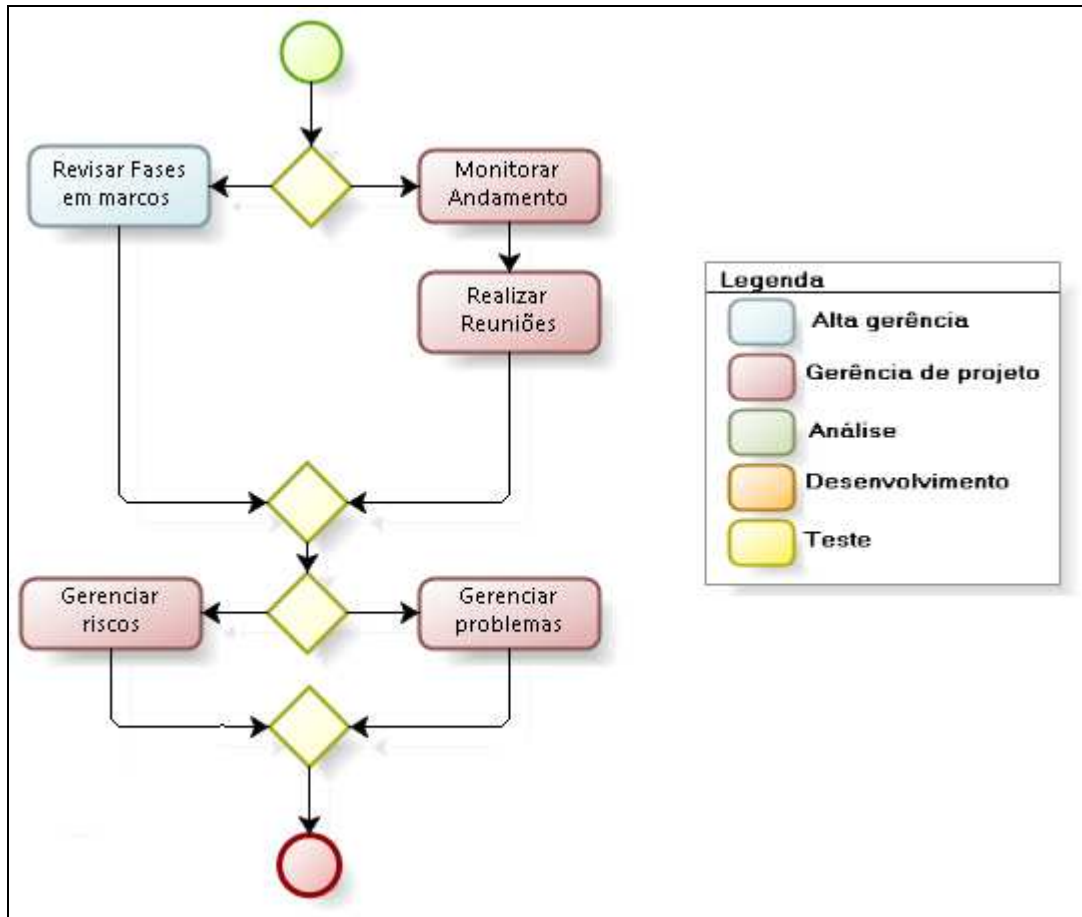 Revisar Fases
em marcos
Monitorar
Andamento
Realizar
Reuniões
Gerenciar
riscos
Gerenciar
problemas
Legenda
Alta gerência
Gerência de projeto
Análise
Desenvolvimento
Teste